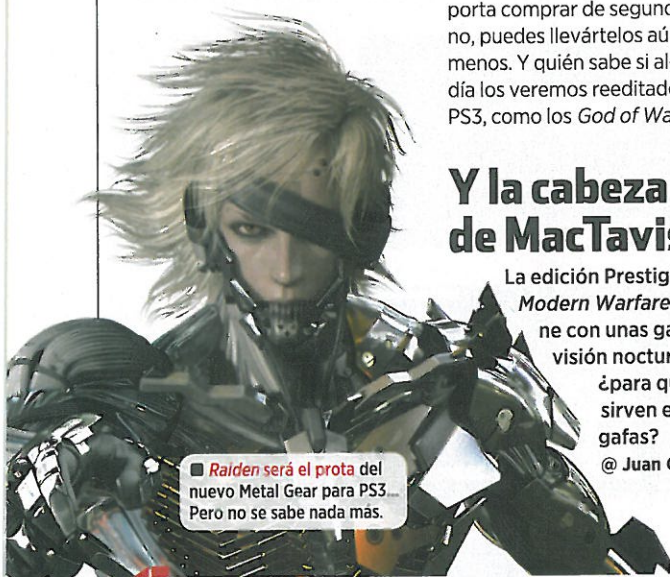 porta comprar de segund
no, puedes llevártelos aú
menos. Y quién sabe si al
día los veremos reeditad
PS3, como los God of Wa
Y la cabeza
de MacTavis
La edición Prestig
Modern Warfare
ne con unas ga
visión noctur
¿para qu
sirven e
gafas?
@ Juan
Raiden será el prota del
nuevo Metal Gear para PS3...
Pero no se sabe nada más.